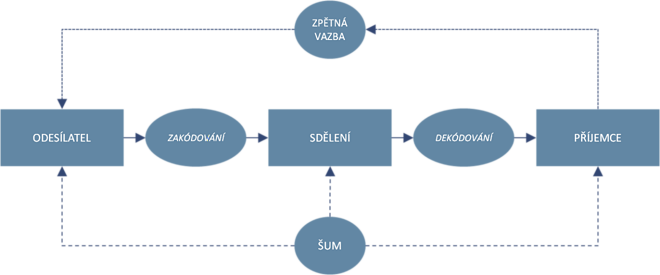 ZPĚTNÁ
VAZBA
ODESÍLATEL
ZAKÓDOVÁNÍ
SDĚLENÍ
DEKÓDOVÁNÍ
PŘÍJEMCE
ŠUM